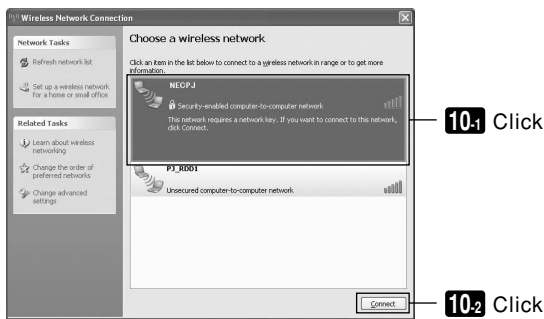 Wireless Network Connection
Network Tasks
Refresh network list
Set up a wireless network
for a home or small office
Related Tasks
Learn about wireless
networking
Change the order of
preferred networks
Change advanced
settings
Choose a wireless network
Click an item in the list below to connect to a wireless network in range or to get more
information.
NECPJ
Security-enabled computer-to-computer network
This network requires a network key. If you want to connect to this network,
click Connect.
PJ_RDD1
Unsecured computer-to-computer network
Connect
10-1 Click
10-2 Click